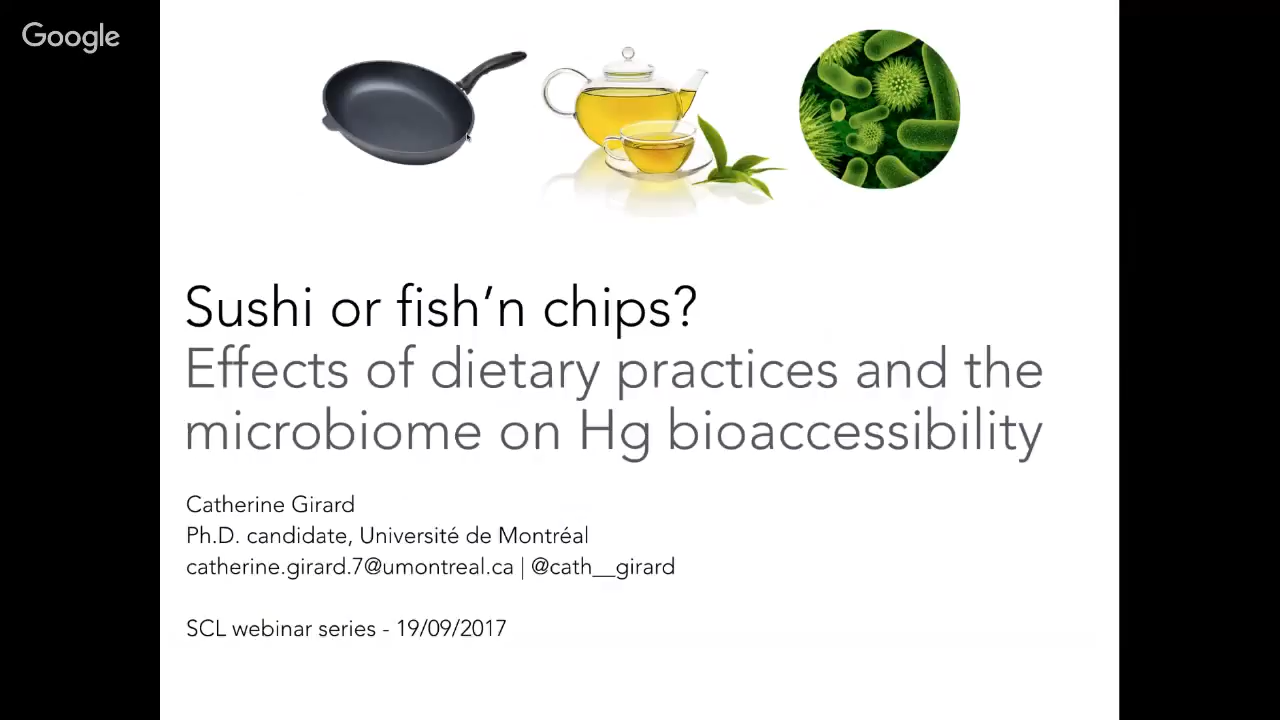 Google
Sushi or fish’n chips?
Effects of dietary practices and the
microbiome on Hg bioaccessibility
Catherine Girard
Ph.D. candidate, Université de Montréal
catherine.girard.7@umontreal.ca | @cath__girard
SCL webinar series - 19/09/2017